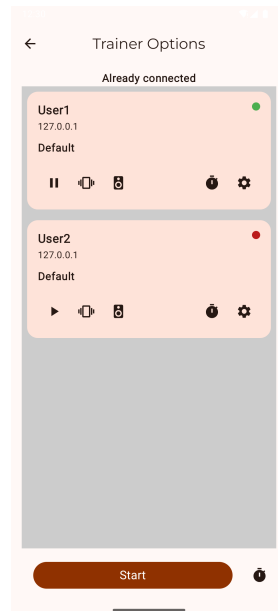 Trainer Options
Already connected
User1
127.0.0.1
Default
User2
127.0.0.1
Default
Start